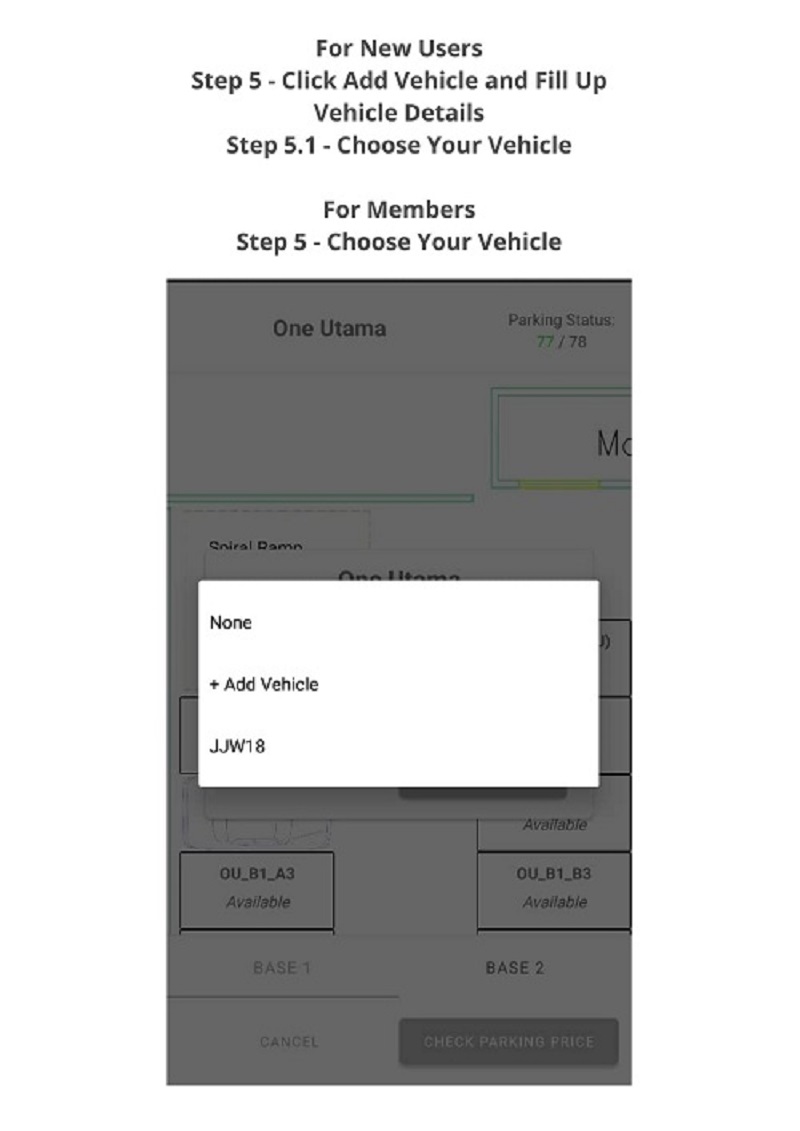 For New Users
Step 5 - Click Add Vehicle and Fill Up
Vehicle Details
Step 5.1 - Choose Your Vehicle
For Members
Step 5 - Choose Your Vehicle
One Utama
Parking Status:
77 / 78
Spiral Ramp
One Utama
None
+ Add Vehicle
JJW18
Available
OU_B1_A3
Available
OU_B1_B3
Available
BASE 1
BASE 2
CANCEL
CHECK PARKING PRICE